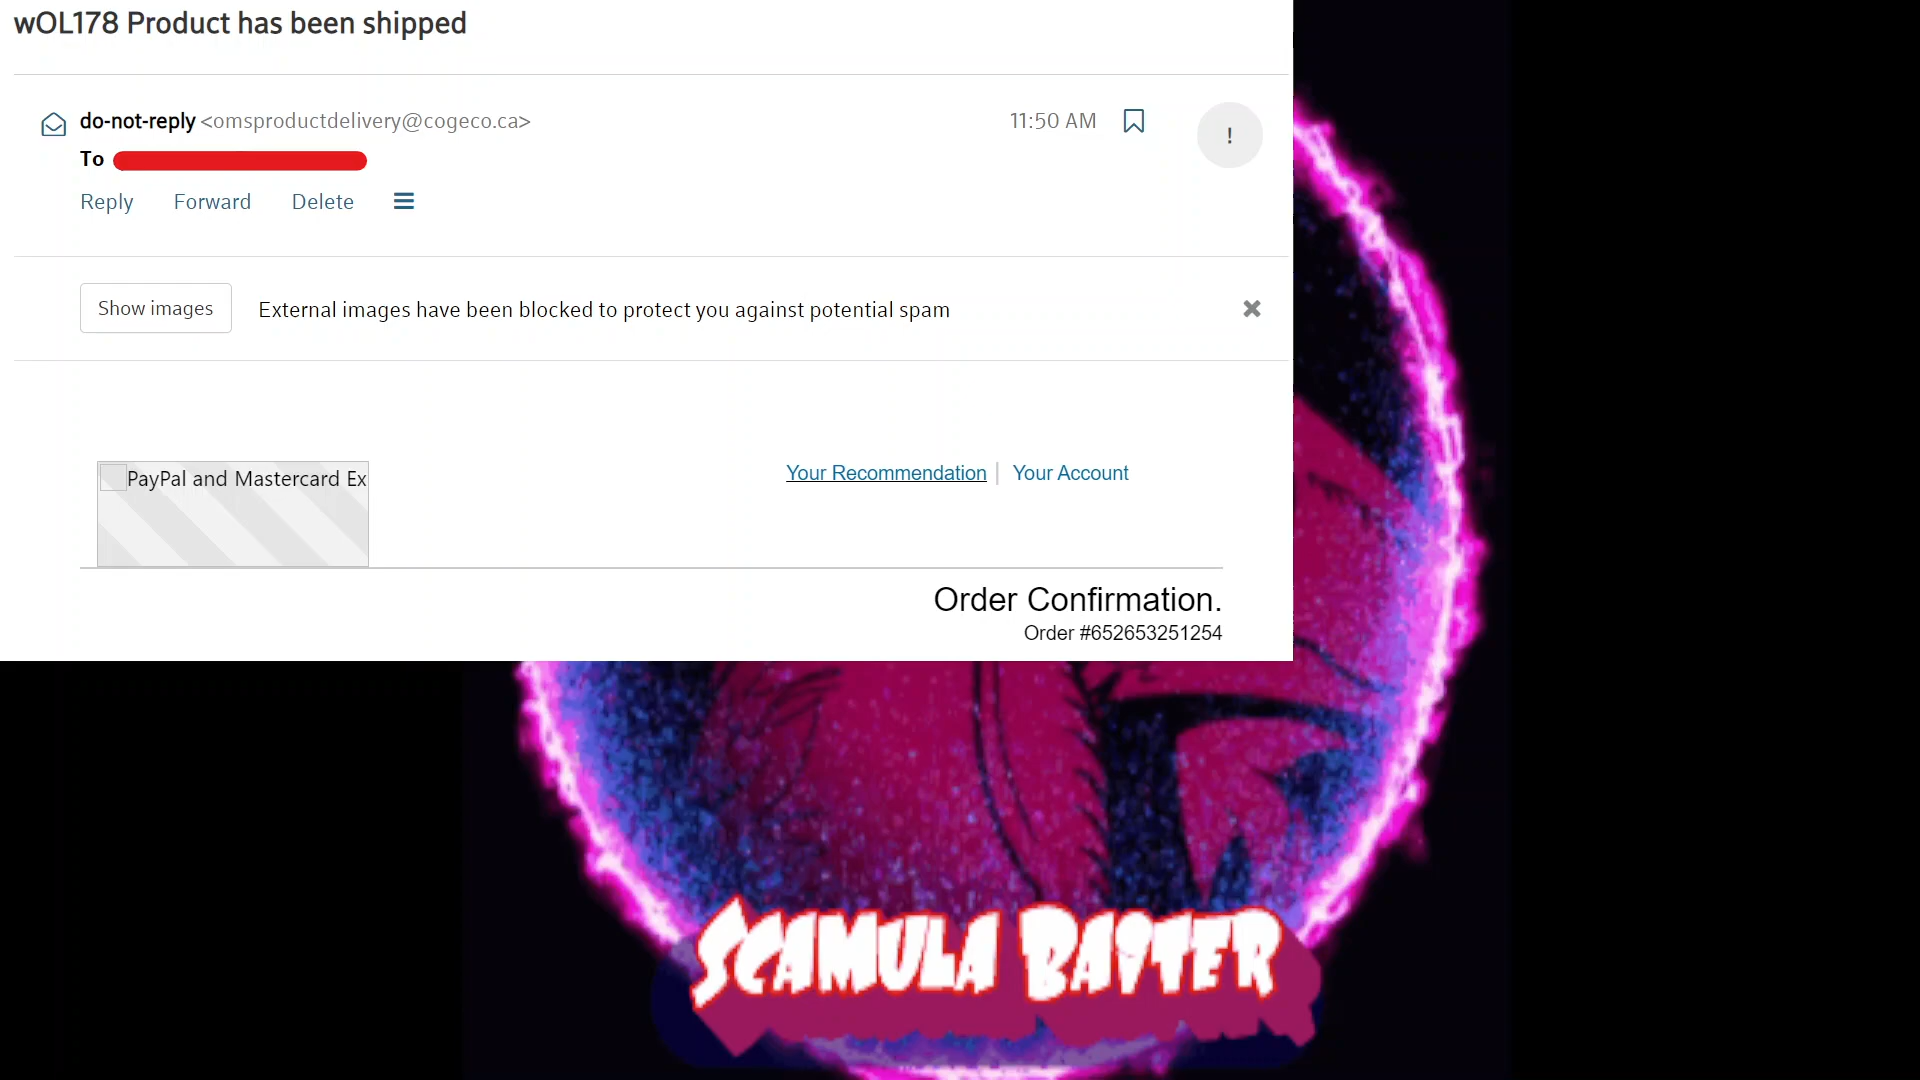 wOL178 Product has been shipped
do-not-reply <omsproductdelivery@cogeco.ca>
11:50 AM
!
To
Reply Forward Delete
Show images
External images have been blocked to protect you against potential spam
PayPal and Mastercard Ex
Your Recommendation | Your Account
Order Confirmation.
Order #652653251254
SCAMULA BAITER